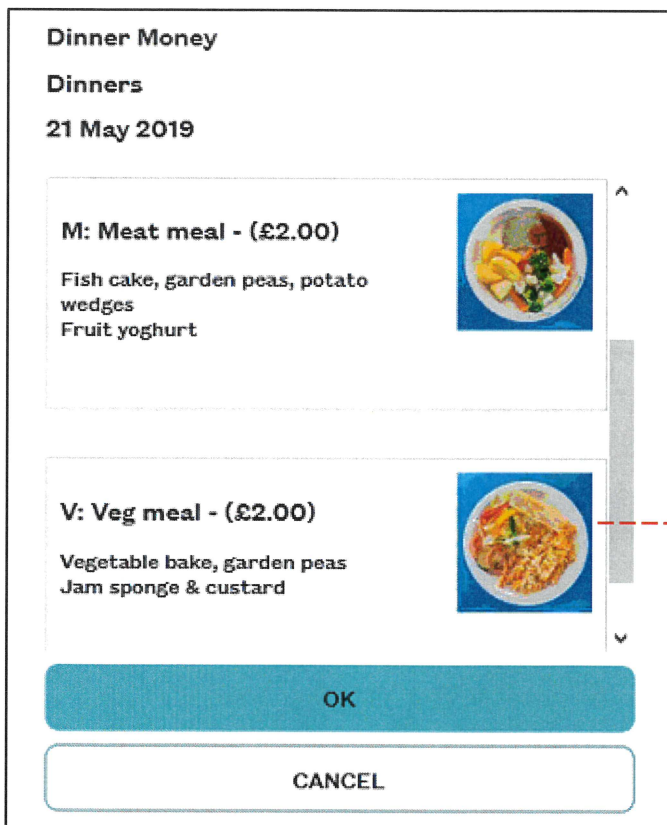 Dinner Money
Dinners
21 May 2019
M: Meat meal - (£2.00)
Fish cake, garden peas, potato
wedges
Fruit yoghurt
V: Veg meal - (£2.00)
Vegetable bake, garden peas
Jam sponge & custard
OK
CANCEL